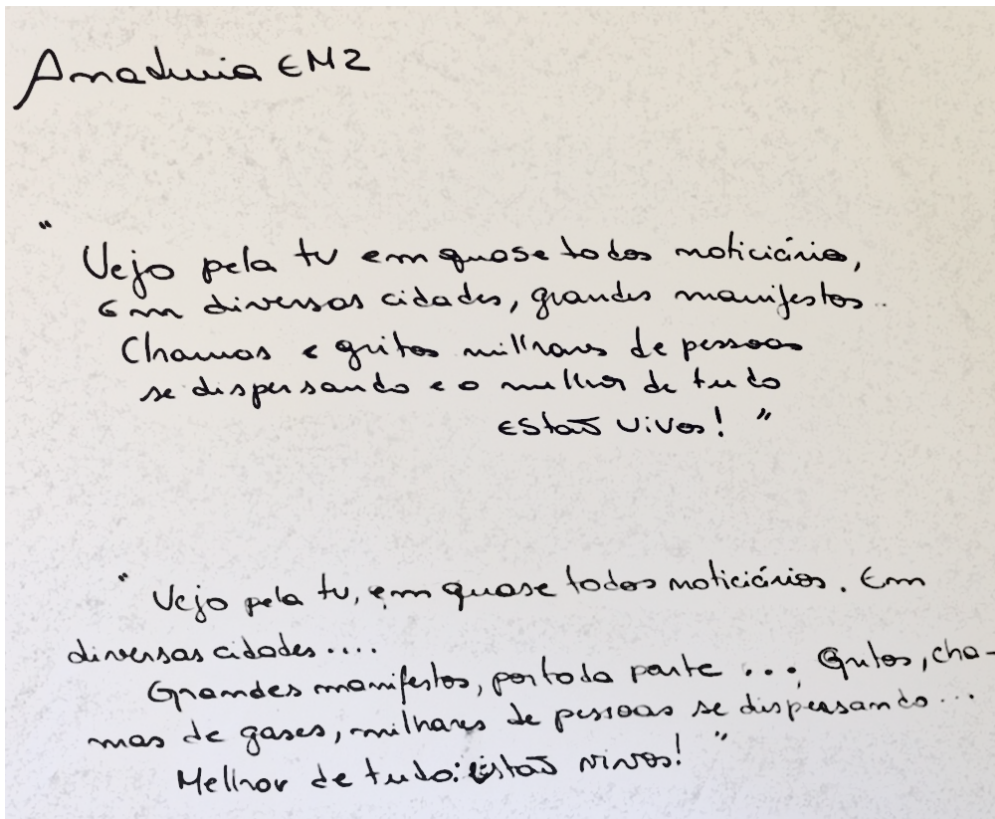 Amaduria EM2
"
Vejo pela tv em quase todos noticiário,
Em diversas cidades, grandes manifestos..
Chamas e gritos milhares de pessoas
se dispersando e o melhor de tudo
Estão vivos! "
" Vejo pela tv, em quase todos noticiários. Em
diversas cidades....
Grandes manifestos, por toda parte ..., Gritos, cha-
mas de gases, milhares de pessoas se dispersando...
Melhor de tudo: Estão vivos! "